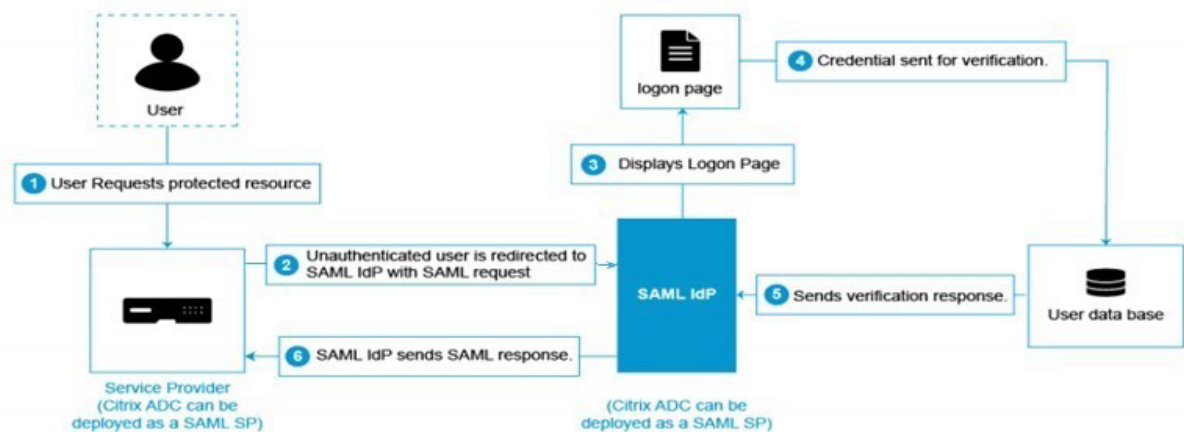 User
1 User Requests protected resource
2 Unauthenticated user is redirected to
SAML IdP with SAML request
logon page
3 Displays Logon Page
4 Credential sent for verification.
SAML IdP
5 Sends verification response.
User data base
6 SAML IdP sends SAML response.
Service Provider
(Citrix ADC can be
deployed as a SAML SP)
(Citrix ADC can be
deployed as a SAML SP)